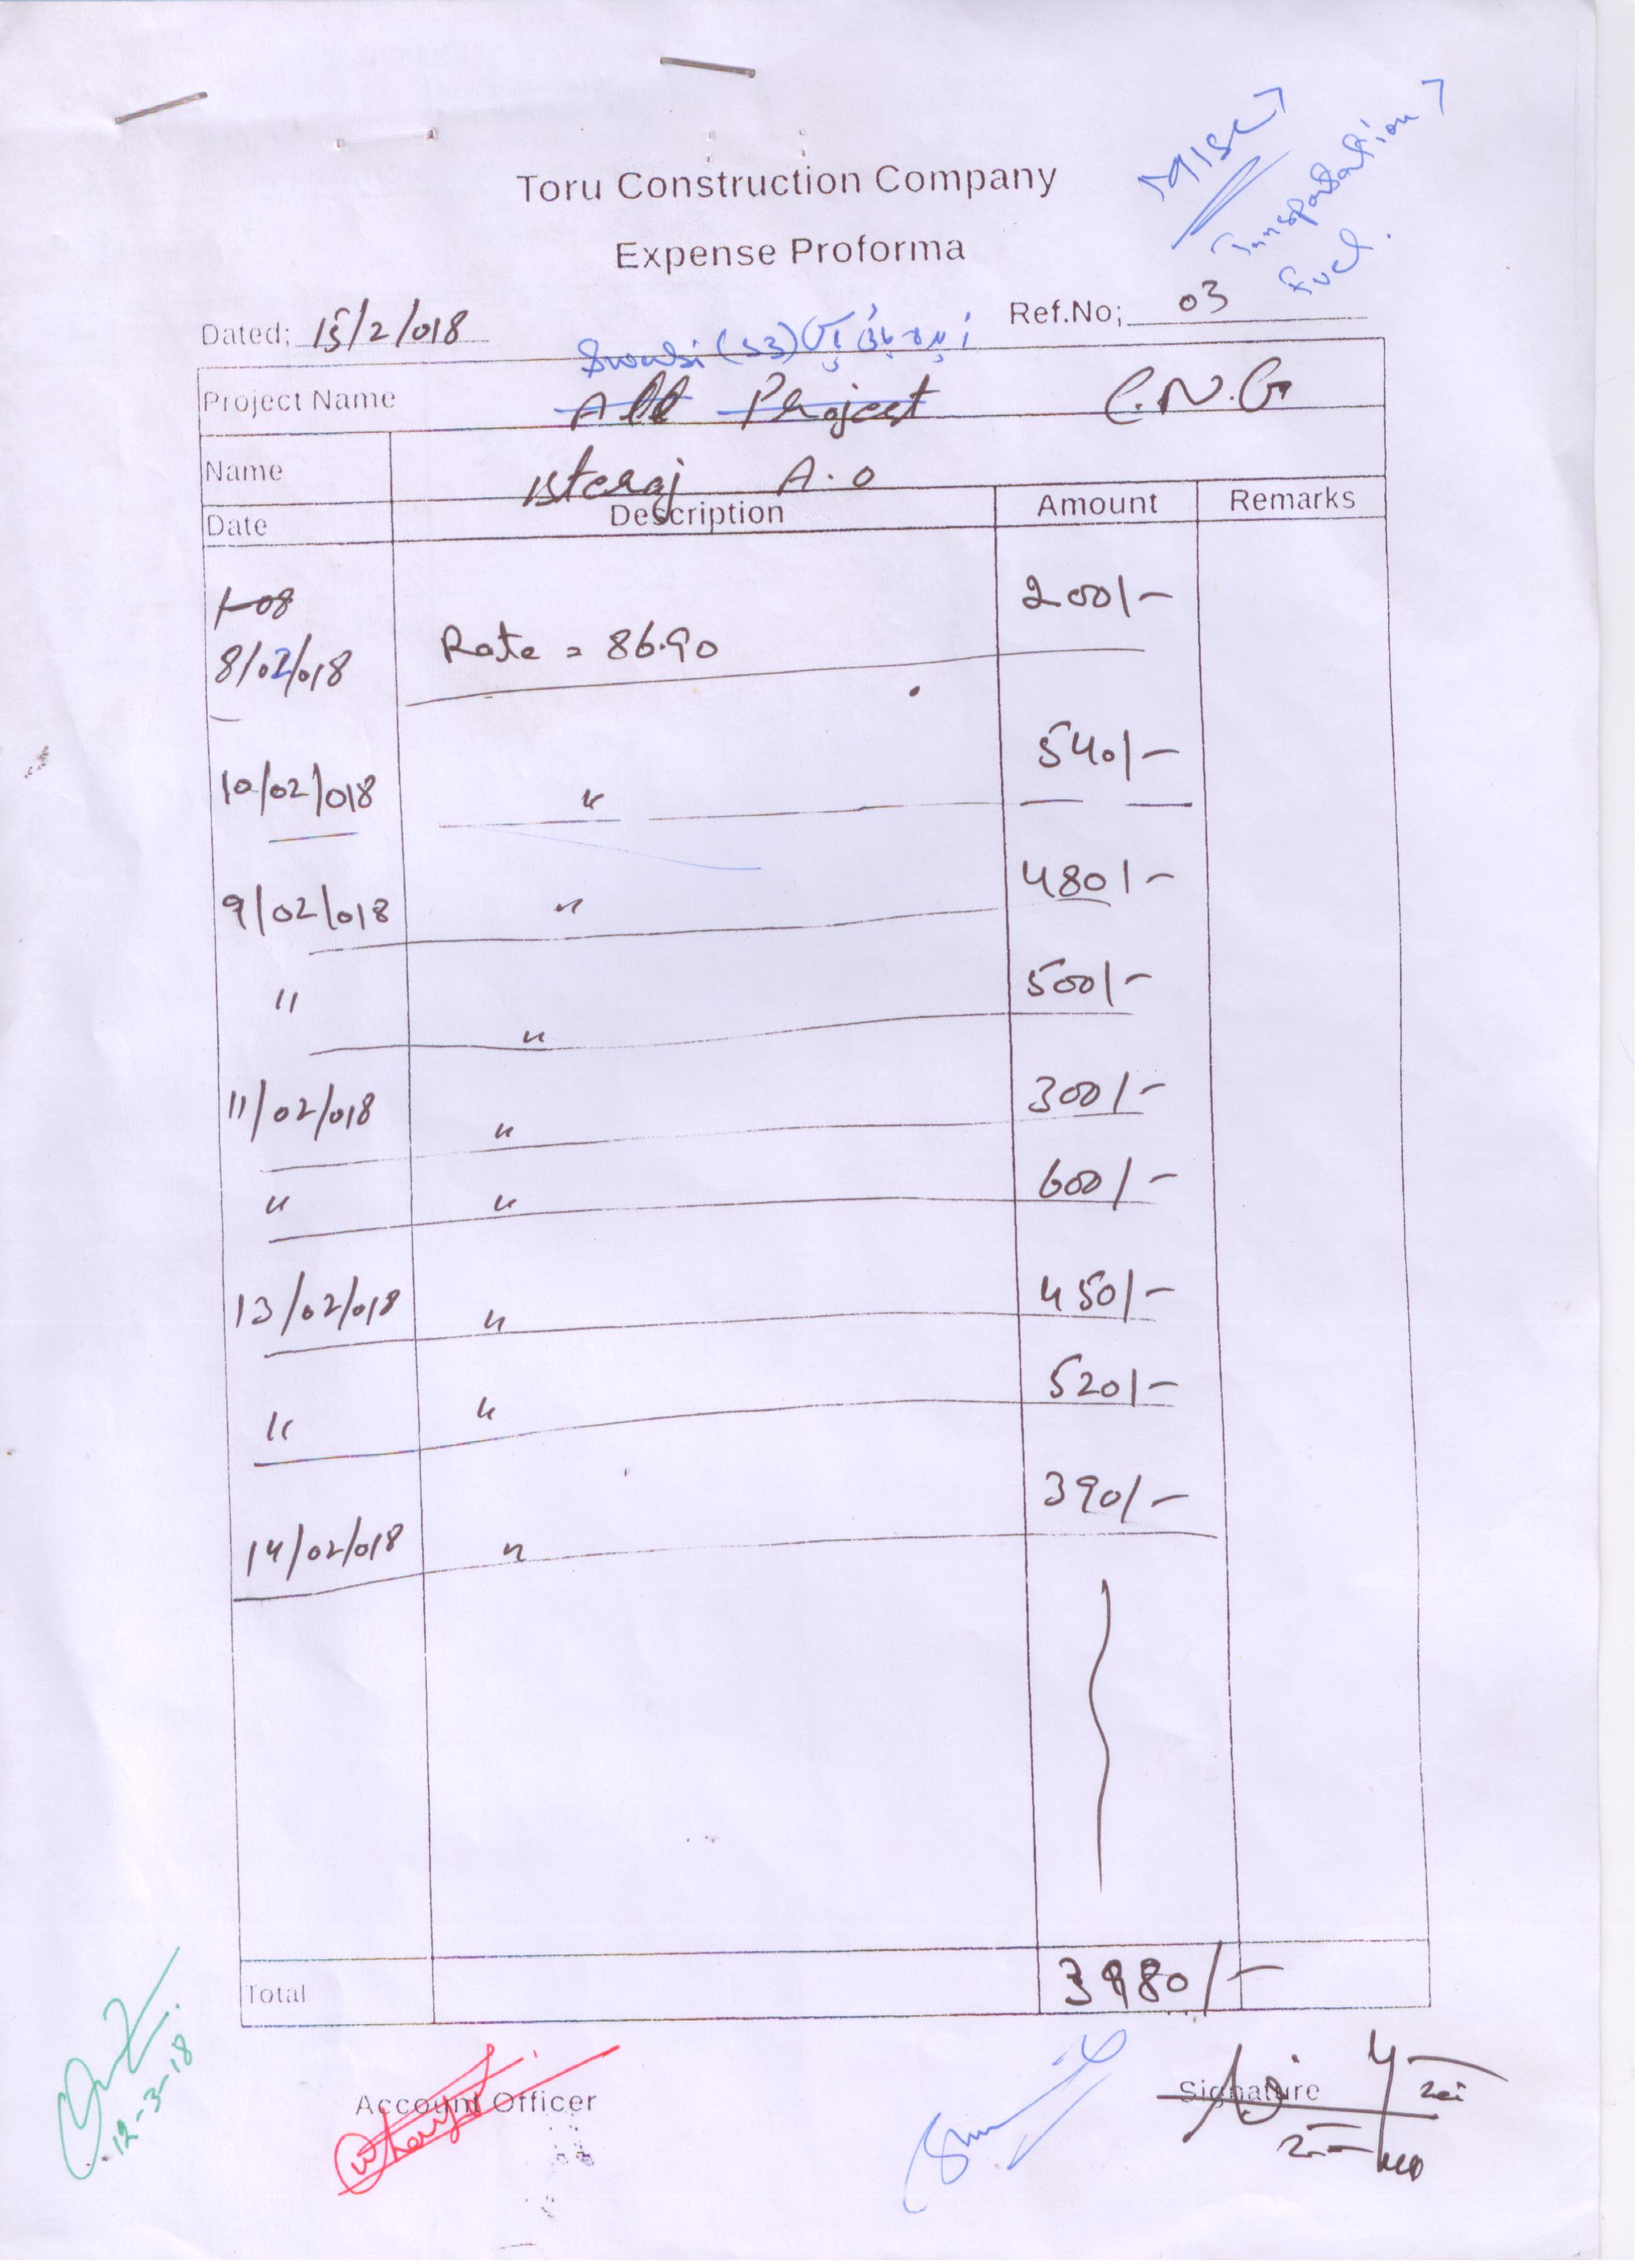 Misc
Transportation
Fuel.
Toru Construction Company
Expense Proforma
Dated; 15/2/018
Ref.No; 03
Swabi (S3)
Project Name All Project C.N.G
Name Isteraj A.O
Date Description Amount Remarks
1-08
8/02/018 Rate = 86.90 200/-
10/02/018 " 540/-
9/02/018 " 480/-
" " 500/-
11/02/018 " 300/-
" " 600/-
13/02/018 " 450/-
" " 520/-
14/02/018 " 390/-
Total 3980/-
Account Officer
Signature
12-3-18